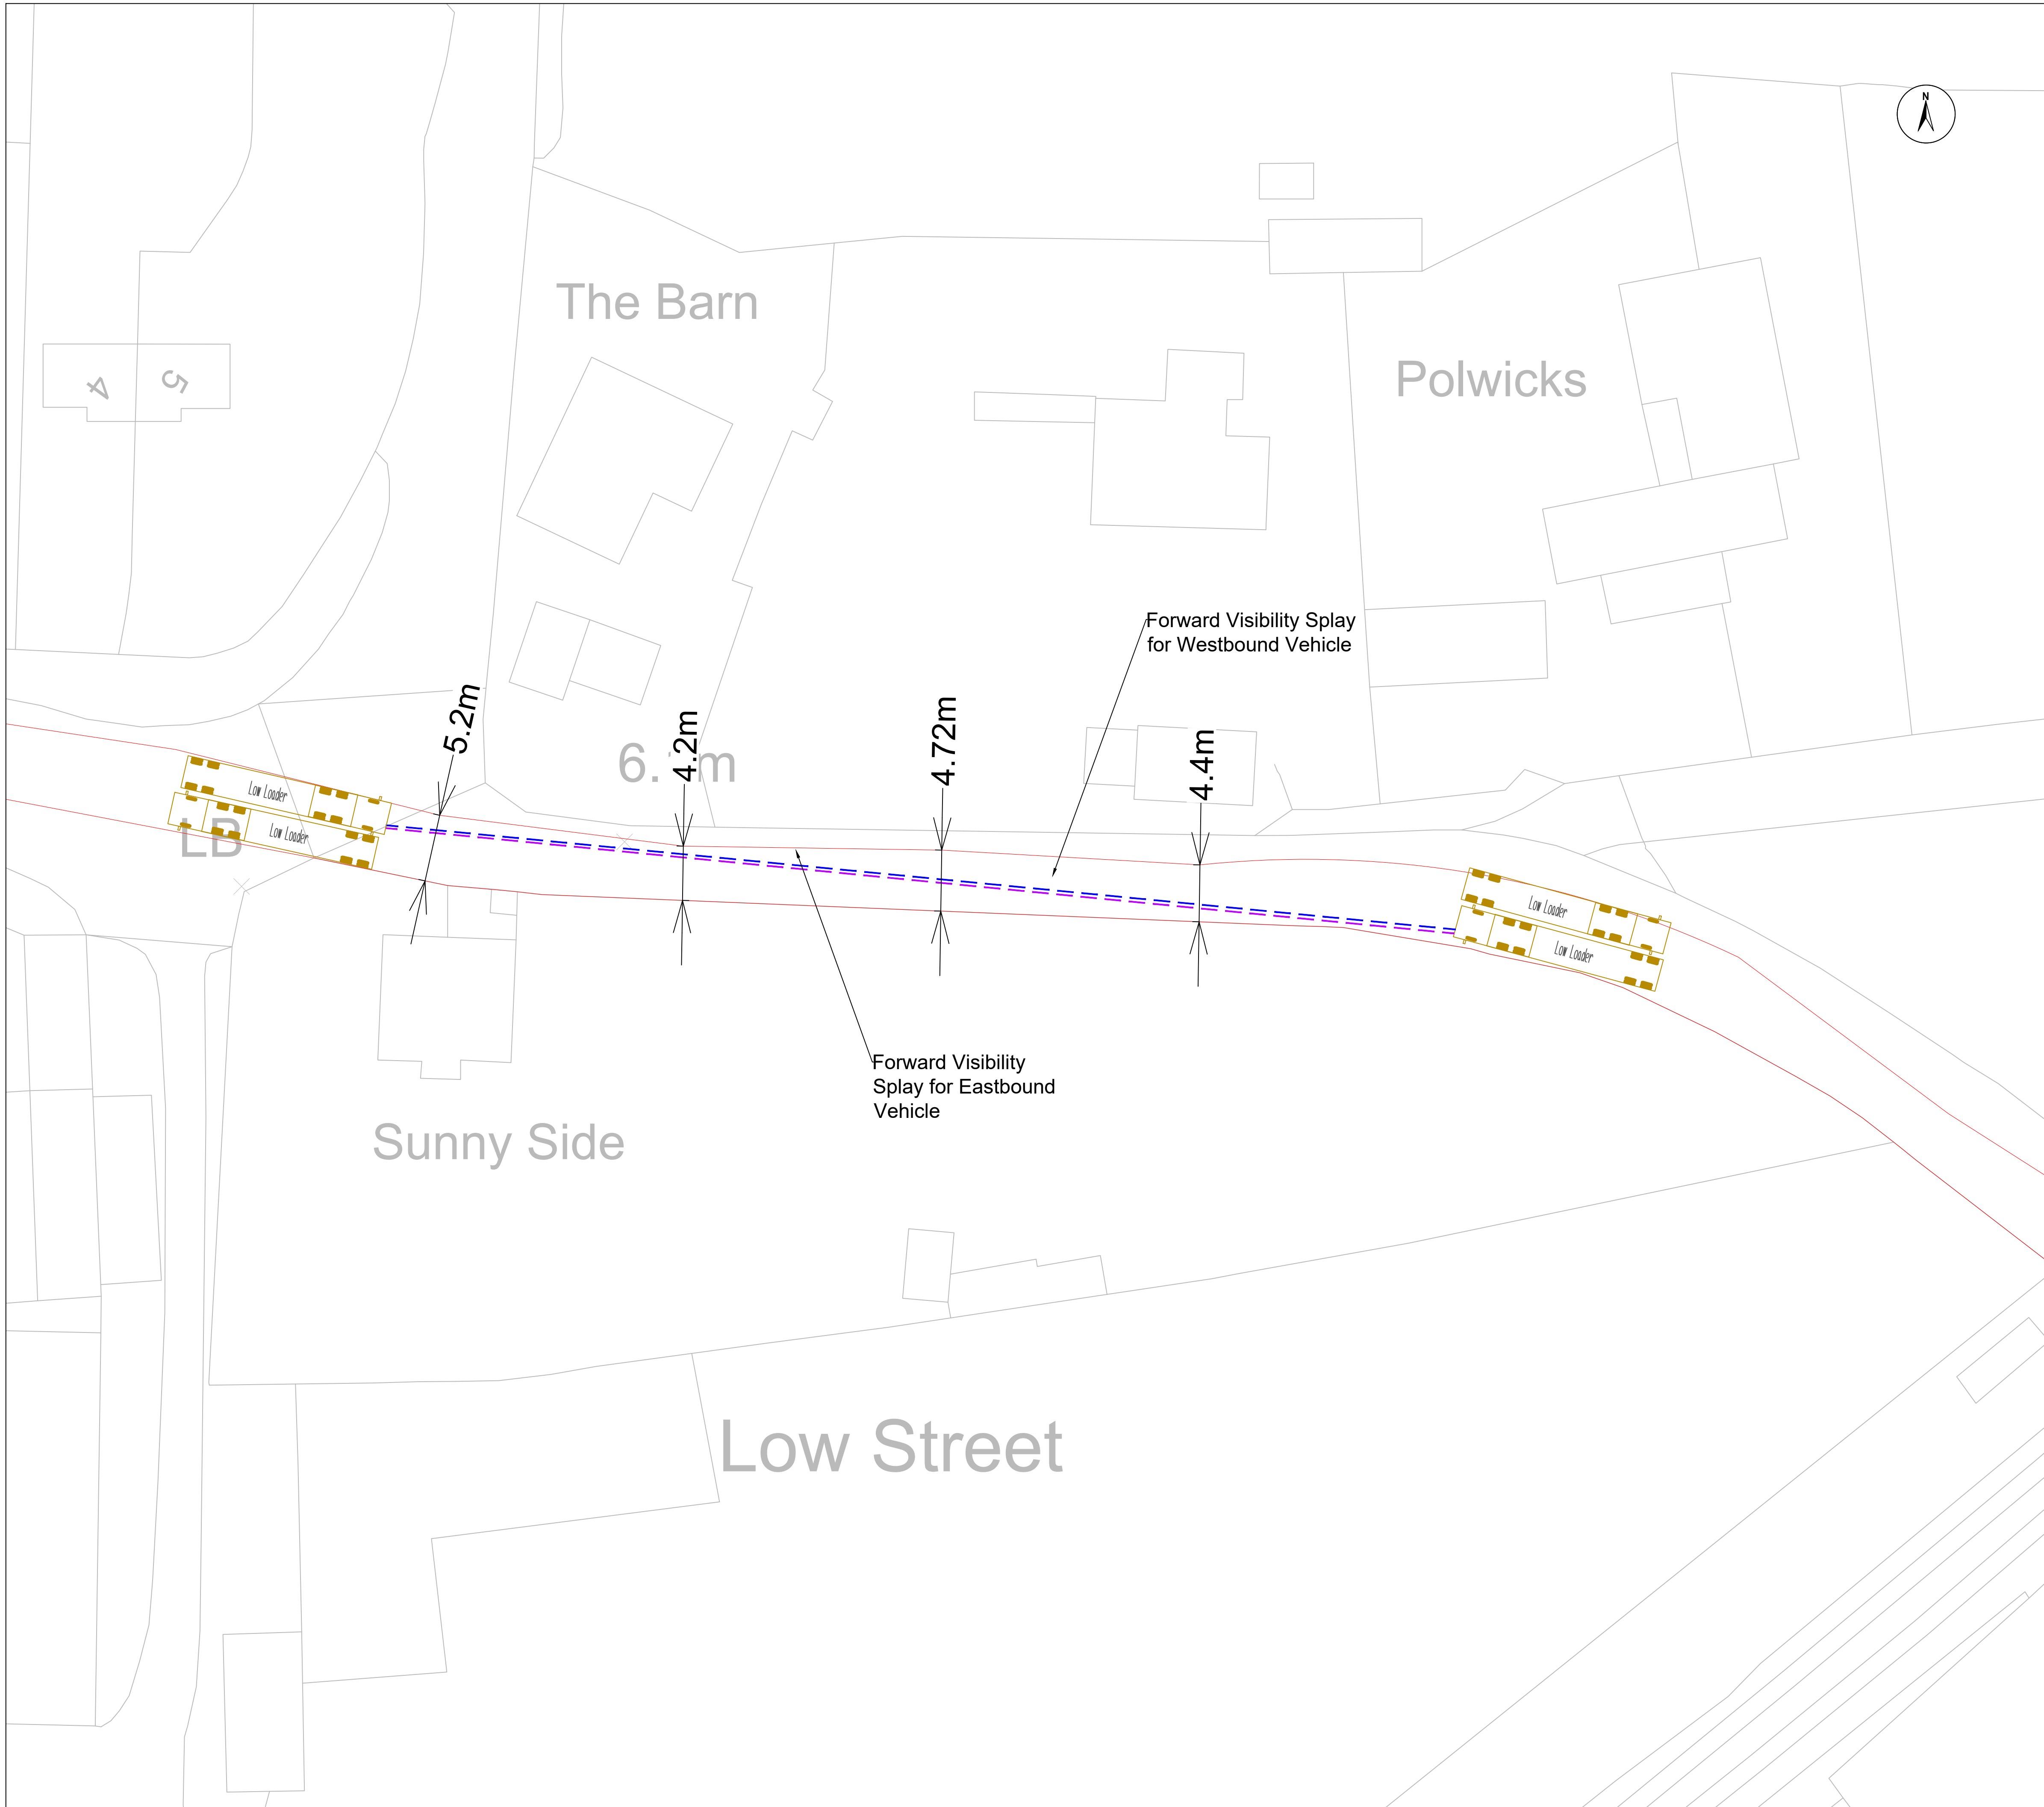 N
The Barn
Polwicks
4
5
Forward Visibility Splay
for Westbound Vehicle
5.2m
4.2m
4.72m
4.4m
6. m
Low Loader
Low Loader
LB
Low Loader
Low Loader
Forward Visibility
Splay for Eastbound
Vehicle
Sunny Side
Low Street